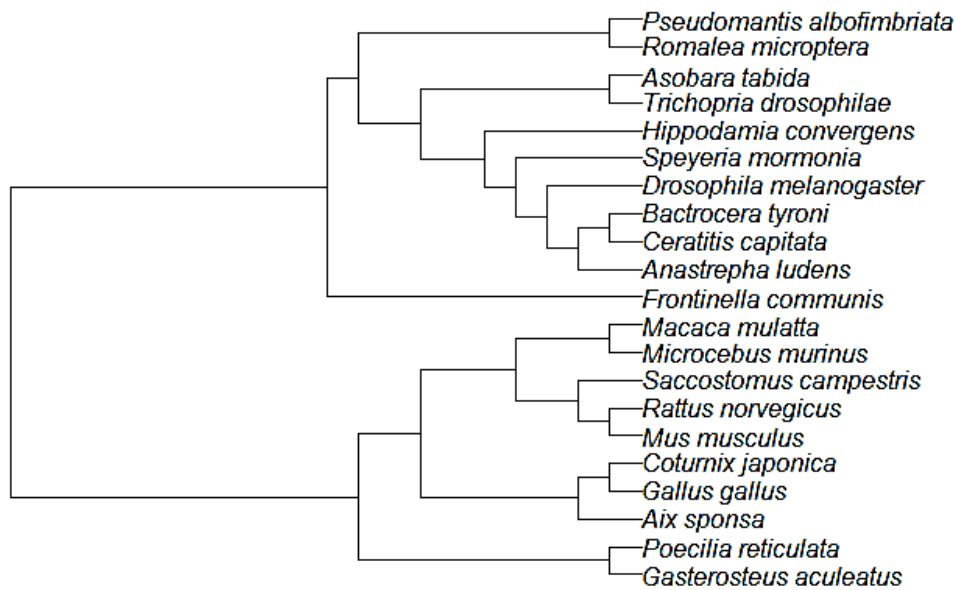 Pseudomantis albofimbriata
Romalea microptera
Asobara tabida
Trichopria drosophilae
Hippodamia convergens
Speyeria mormonia
Drosophila melanogaster
Bactrocera tyroni
Ceratitis capitata
Anastrepha ludens
Frontinella communis
Macaca mulatta
Microcebus murinus
Saccostomus campestris
Rattus norvegicus
Mus musculus
Coturnix japonica
Gallus gallus
Aix sponsa
Poecilia reticulata
Gasterosteus aculeatus